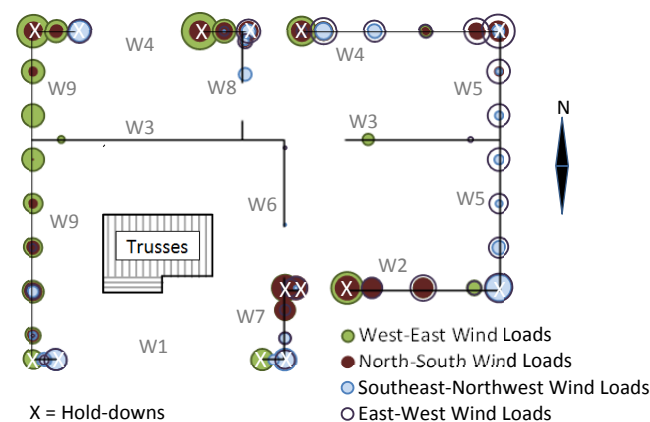 X X X X X X
W4 W4
N
W9 W8 W5
W3 W3
W6 W5
W9
Trusses
W2
X X X X
W7
W1
X X X X
West-East Wind Loads
North-South Wind Loads
Southeast-Northwest Wind Loads
East-West Wind Loads
X = Hold-downs